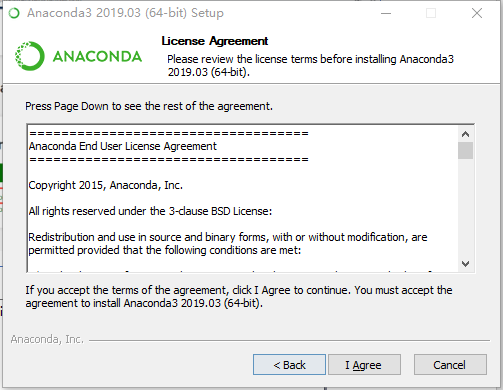 Anaconda3 2019.03 (64-bit) Setup
License Agreement
Please review the license terms before installing Anaconda3
2019.03 (64-bit).
ANACONDA
Press Page Down to see the rest of the agreement.
======================================
Anaconda End User License Agreement
======================================
Copyright 2015, Anaconda, Inc.
All rights reserved under the 3-clause BSD License:
Redistribution and use in source and binary forms, with or without modification, are
permitted provided that the following conditions are met:
If you accept the terms of the agreement, click I Agree to continue. You must accept the
agreement to install Anaconda3 2019.03 (64-bit).
Anaconda, Inc.
< Back
I Agree
Cancel